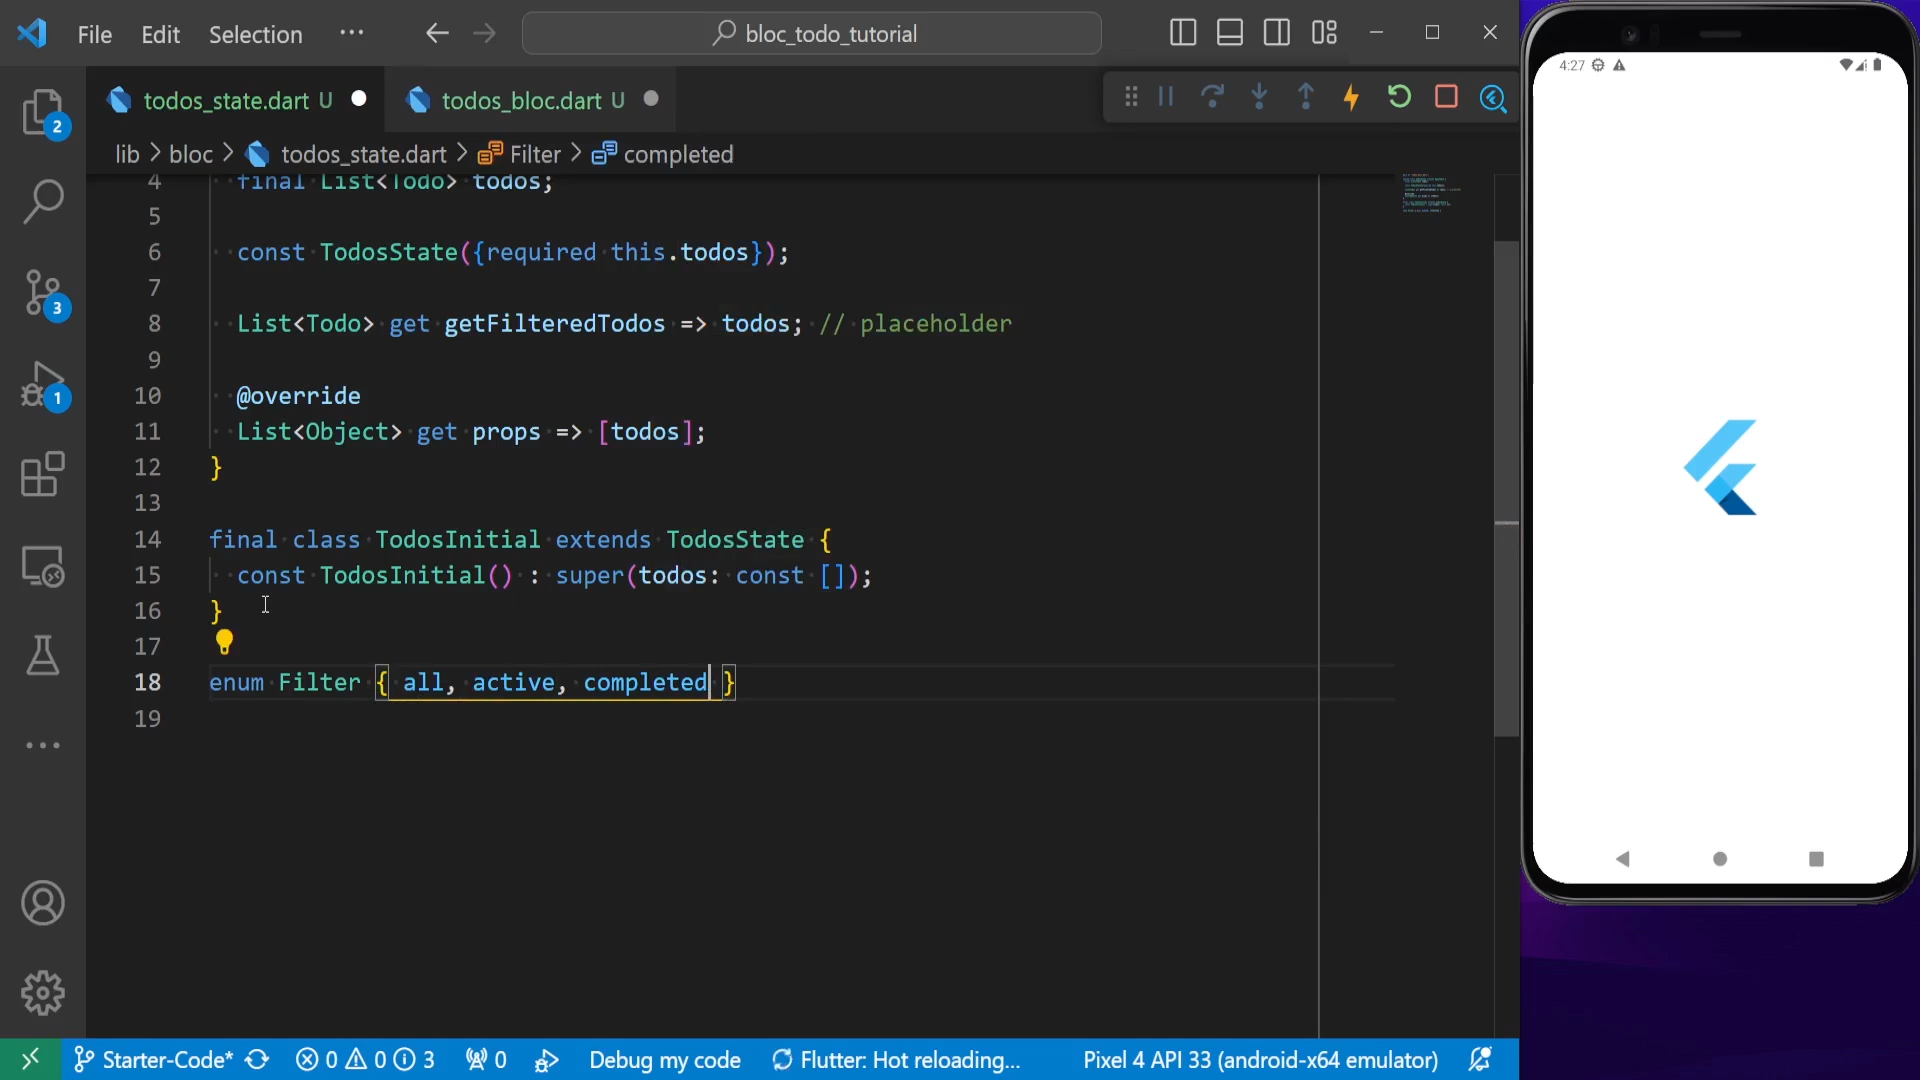 File Edit Selection ··· bloc_todo_tutorial
todos_state.dart U todos_bloc.dart U
lib > bloc > todos_state.dart > Filter > completed
4 final List<Todo> todos;
5
6 const TodosState({required this.todos});
7
8 List<Todo> get getFilteredTodos => todos; // placeholder
9
10 @override
11 List<Object> get props => [todos];
12 }
13
14 final class TodosInitial extends TodosState {
15 const TodosInitial() : super(todos: const []);
16 }
17
18 enum Filter { all, active, completed }
19
2
3
1
Starter-Code* 0 0 3 0 Debug my code Flutter: Hot reloading... Pixel 4 API 33 (android-x64 emulator)
4:27